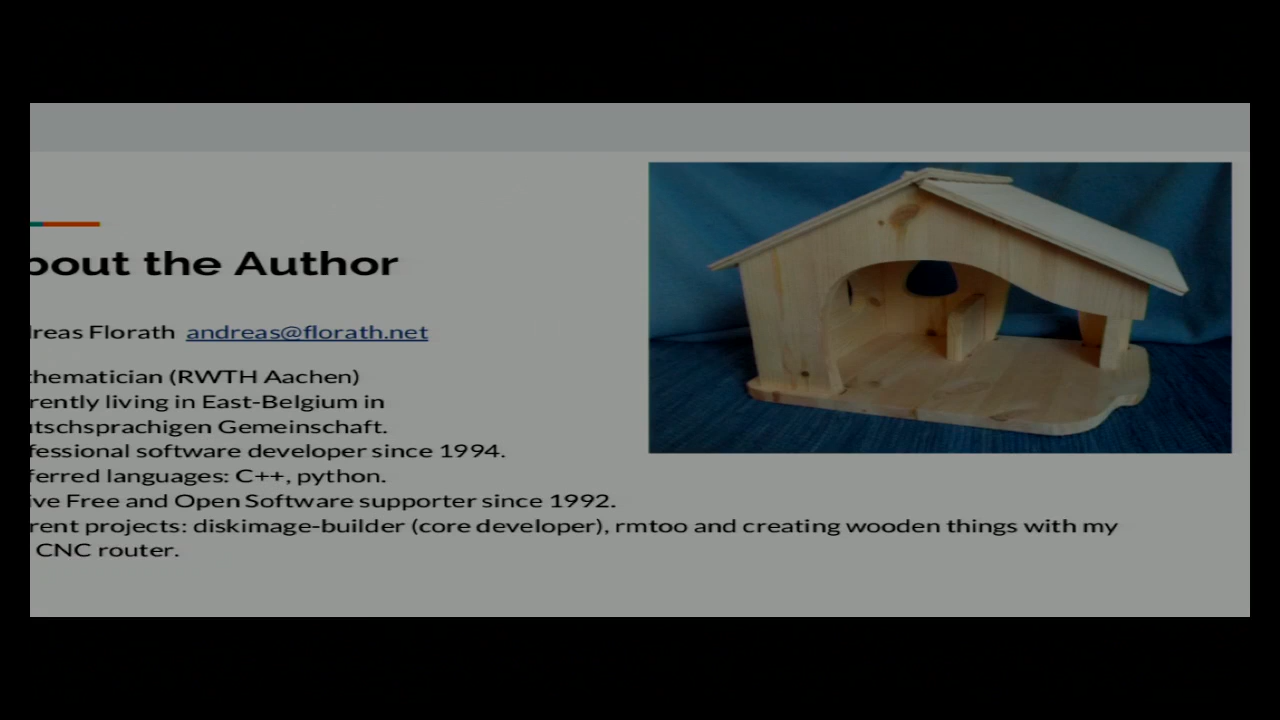 bout the Author
reas Florath andreas@florath.net
thematician (RWTH Aachen)
rently living in East-Belgium in
utschsprachigen Gemeinschaft.
fessional software developer since 1994.
ferred languages: C++, python.
ive Free and Open Software supporter since 1992.
rent projects: diskimage-builder (core developer), rmtoo and creating wooden things with my
CNC router.